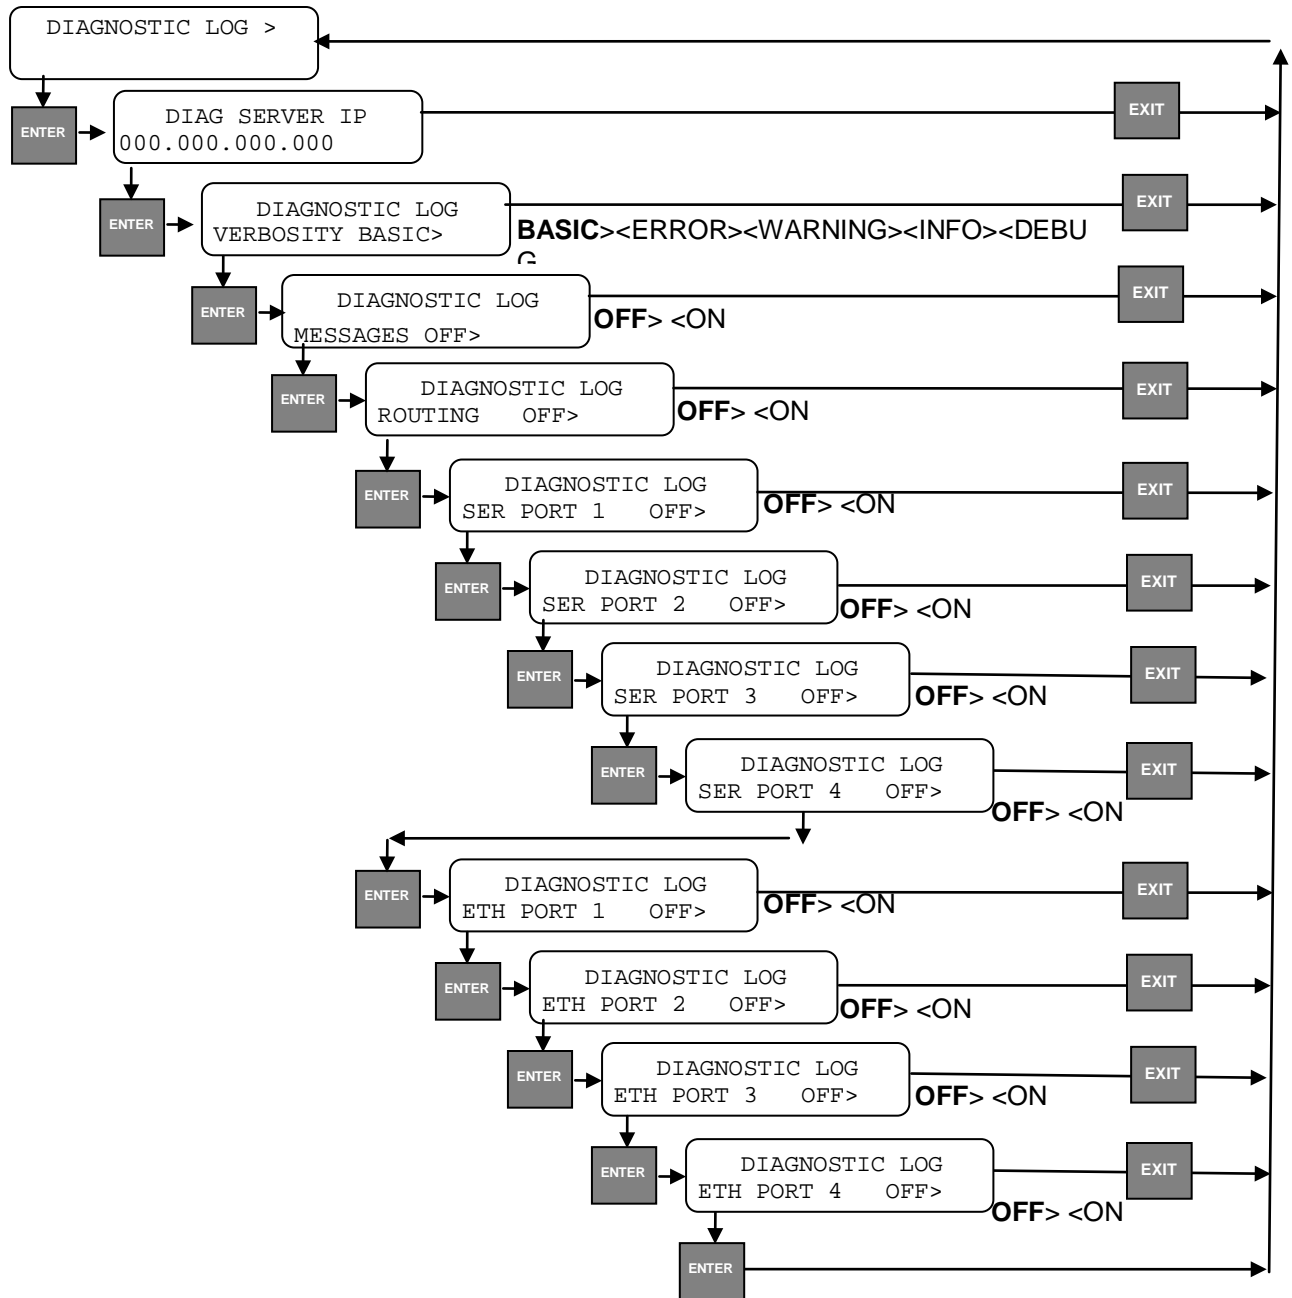 DIAGNOSTIC LOG >
ENTER
DIAG SERVER IP
000.000.000.000
EXIT
ENTER
DIAGNOSTIC LOG
VERBOSITY BASIC>
BASIC><ERROR><WARNING><INFO><DEBU
G
EXIT
ENTER
DIAGNOSTIC LOG
MESSAGES OFF>
OFF> <ON
EXIT
ENTER
DIAGNOSTIC LOG
ROUTING OFF>
OFF> <ON
EXIT
ENTER
DIAGNOSTIC LOG
SER PORT 1 OFF>
OFF> <ON
EXIT
ENTER
DIAGNOSTIC LOG
SER PORT 2 OFF>
OFF> <ON
EXIT
ENTER
DIAGNOSTIC LOG
SER PORT 3 OFF>
OFF> <ON
EXIT
ENTER
DIAGNOSTIC LOG
SER PORT 4 OFF>
OFF> <ON
EXIT
ENTER
DIAGNOSTIC LOG
ETH PORT 1 OFF>
OFF> <ON
EXIT
ENTER
DIAGNOSTIC LOG
ETH PORT 2 OFF>
OFF> <ON
EXIT
ENTER
DIAGNOSTIC LOG
ETH PORT 3 OFF>
OFF> <ON
EXIT
ENTER
DIAGNOSTIC LOG
ETH PORT 4 OFF>
OFF> <ON
EXIT
ENTER